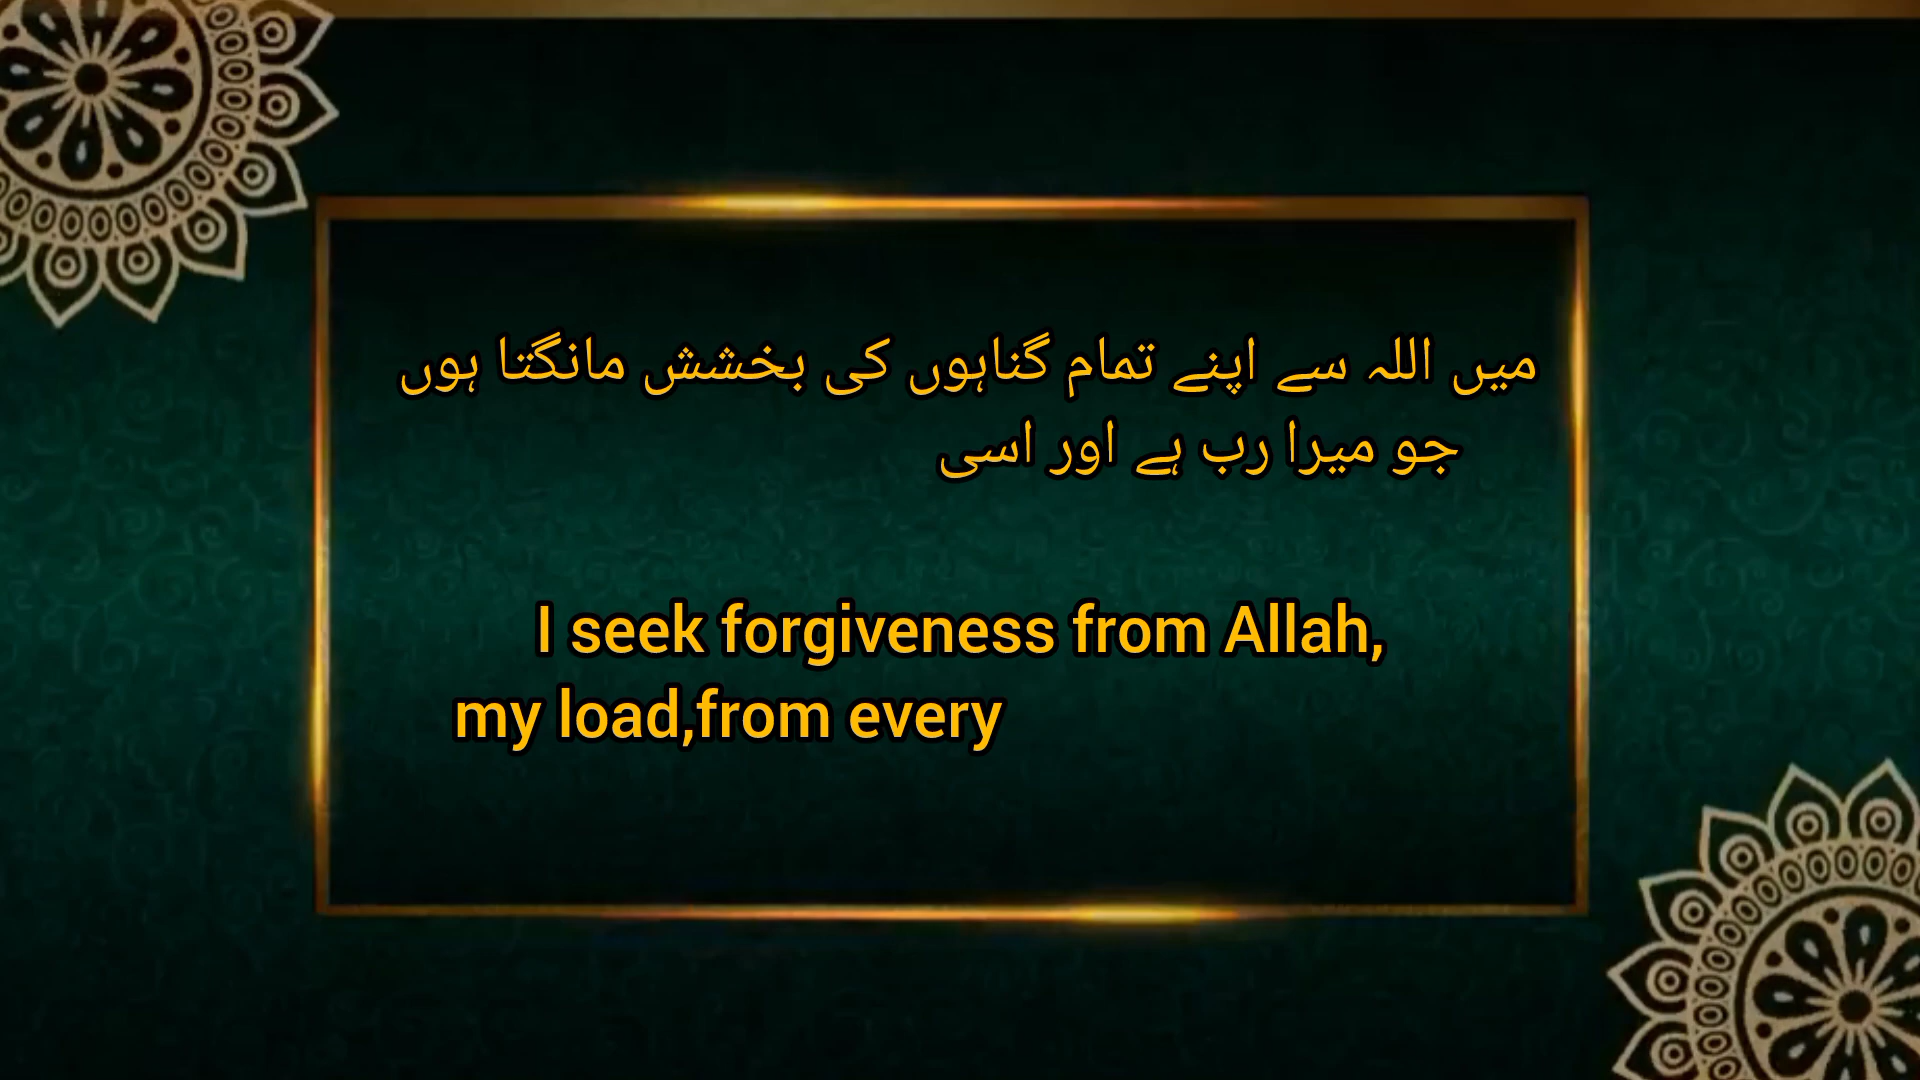 میں اللہ سے اپنے تمام گناہوں کی بخشش مانگتا ہوں
جو میرا رب ہے اور اسی
I seek forgiveness from Allah,
my load,from every